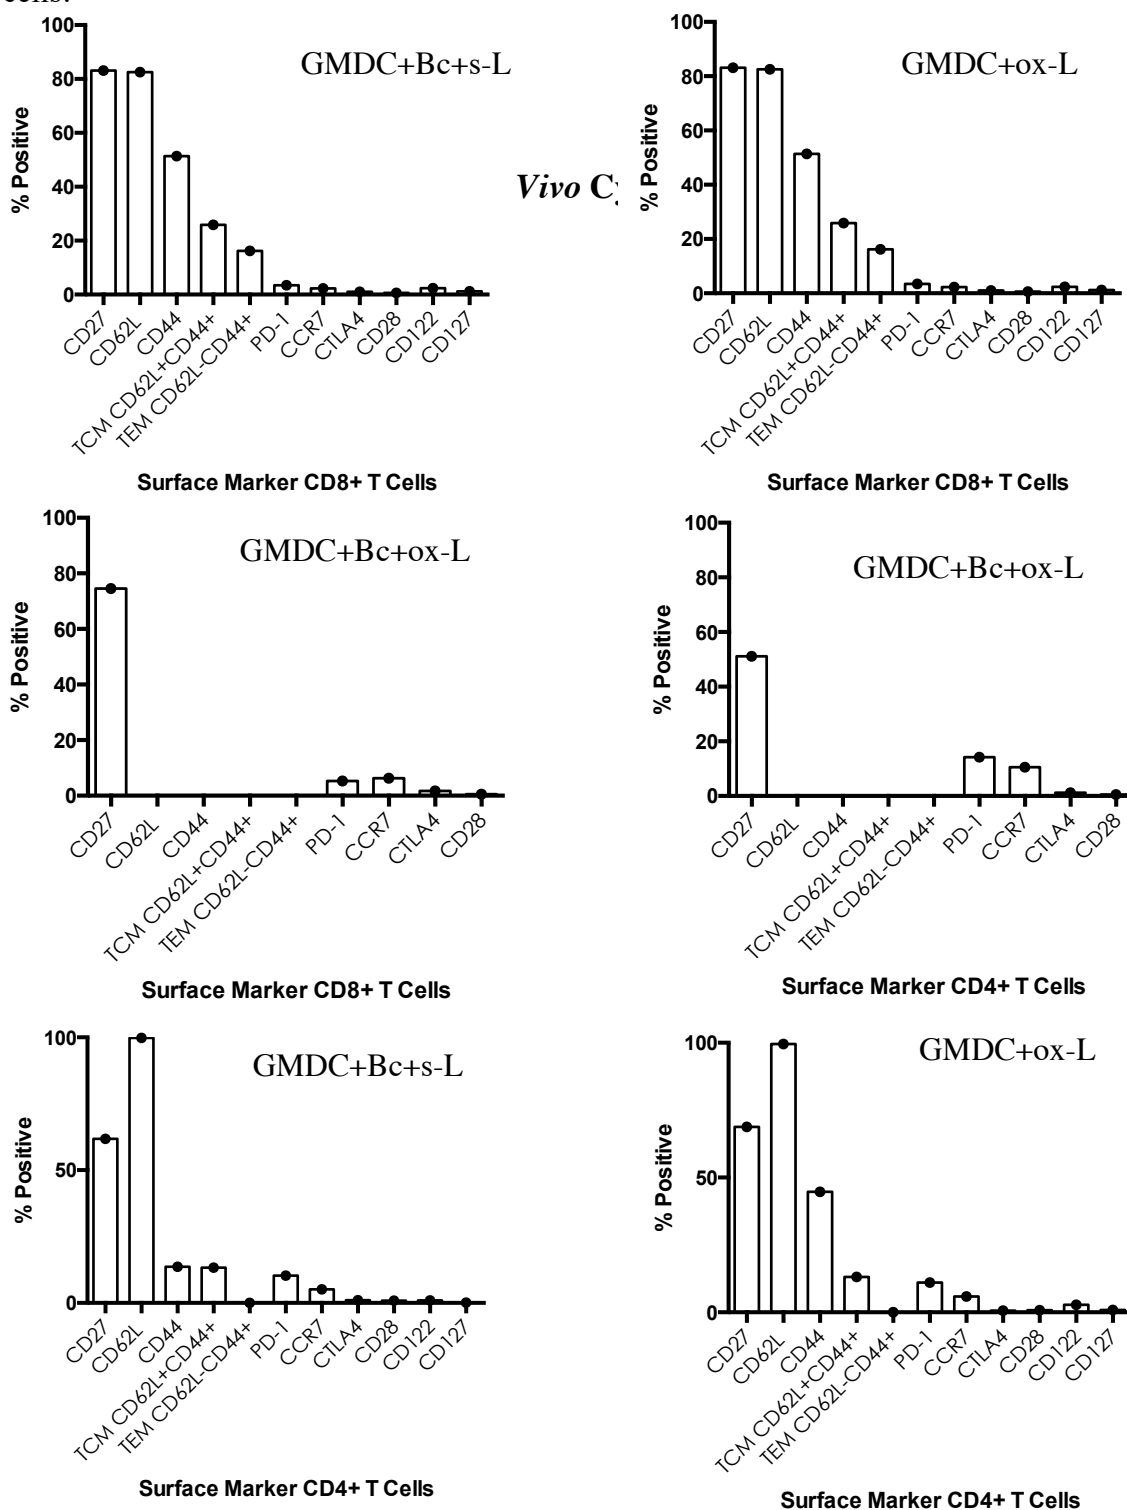 cells.
GMDC+Bc+s-L
% Positive
100
80
60
40
20
0
CD27
CD62L
CD44
TCM CD62L+CD44+
TEM CD62L-CD44+
PD-1
CCR7
CTLA4
CD28
CD122
CD127
Surface Marker CD8+ T Cells
Vivo Cy
GMDC+ox-L
% Positive
100
80
60
40
20
0
CD27
CD62L
CD44
TCM CD62L+CD44+
TEM CD62L-CD44+
PD-1
CCR7
CTLA4
CD28
CD122
CD127
Surface Marker CD8+ T Cells
GMDC+Bc+ox-L
% Positive
100
80
60
40
20
0
CD27
CD62L
CD44
TCM CD62L+CD44+
TEM CD62L-CD44+
PD-1
CCR7
CTLA4
CD28
Surface Marker CD8+ T Cells
GMDC+Bc+ox-L
% Positive
100
80
60
40
20
0
CD27
CD62L
CD44
TCM CD62L+CD44+
TEM CD62L-CD44+
PD-1
CCR7
CTLA4
CD28
Surface Marker CD4+ T Cells
GMDC+Bc+s-L
% Positive
100
50
0
CD27
CD62L
CD44
TCM CD62L+CD44+
TEM CD62L-CD44+
PD-1
CCR7
CTLA4
CD28
CD122
CD127
Surface Marker CD4+ T Cells
GMDC+ox-L
% Positive
100
50
0
CD27
CD62L
CD44
TCM CD62L+CD44+
TEM CD62L-CD44+
PD-1
CCR7
CTLA4
CD28
CD122
CD127
Surface Marker CD4+ T Cells